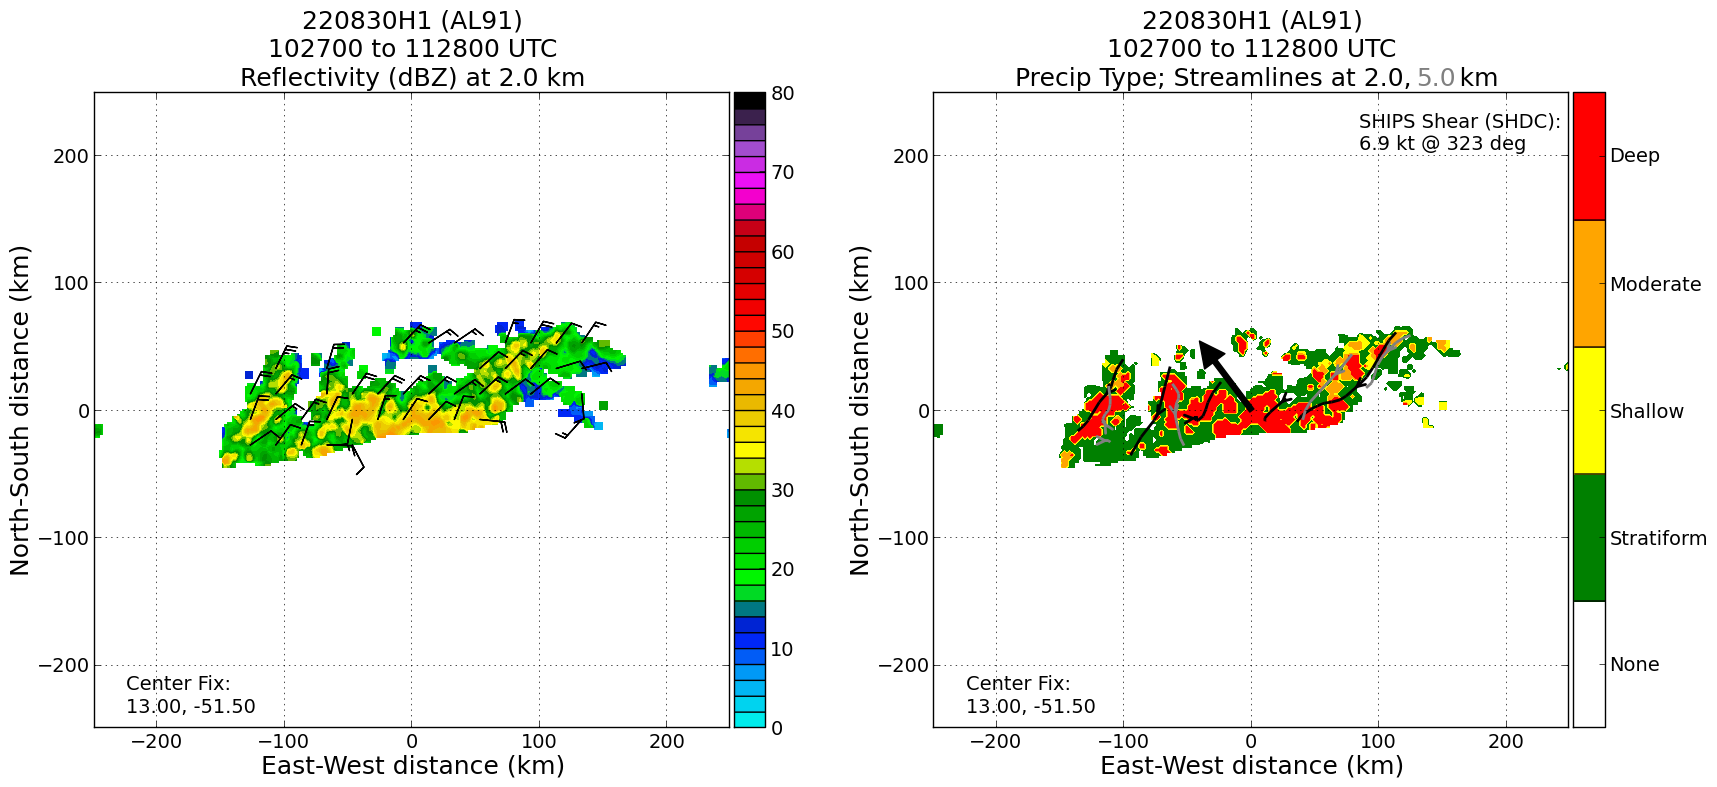 220830H1 (AL91)
102700 to 112800 UTC
Reflectivity (dBZ) at 2.0 km
North-South distance (km)
200
100
0
−100
−200
Center Fix:
13.00, -51.50
−200 −100 0 100 200
East-West distance (km)
80
70
60
50
40
30
20
10
0
220830H1 (AL91)
102700 to 112800 UTC
Precip Type; Streamlines at 2.0, 5.0 km
North-South distance (km)
200
100
0
−100
−200
SHIPS Shear (SHDC):
6.9 kt @ 323 deg
Center Fix:
13.00, -51.50
−200 −100 0 100 200
East-West distance (km)
Deep
Moderate
Shallow
Stratiform
None